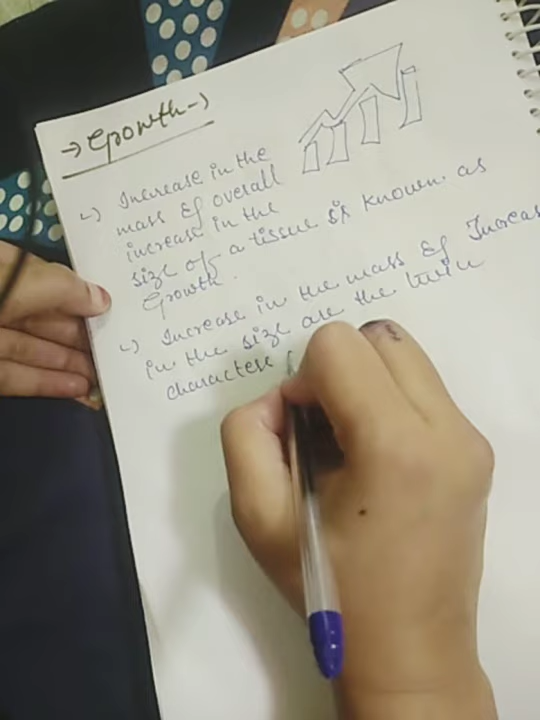 → Growth →
↳) Increase in the
mass & overall
increase in the
size of a tissue is known as
Growth.
↳) Increase in the mass & Increase
in the size are the twin
characters